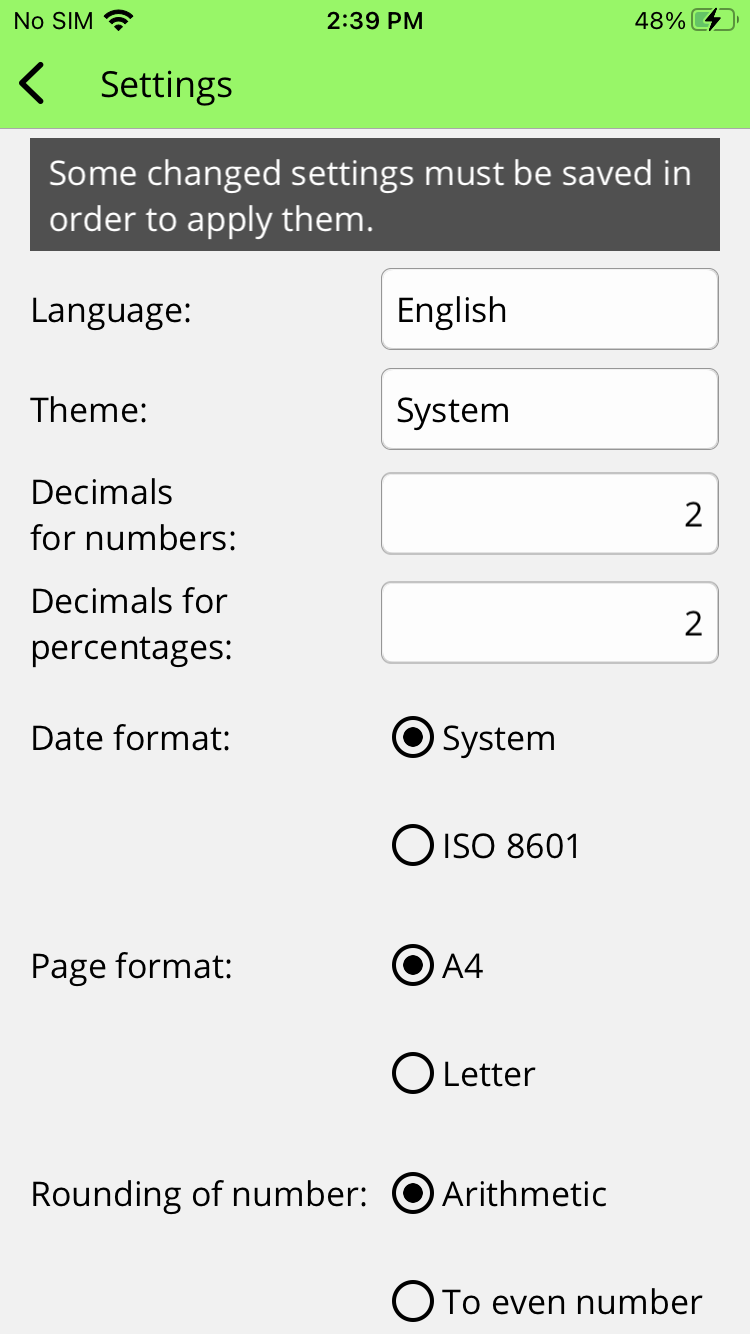 No SIM 2:39 PM 48%
Settings
Some changed settings must be saved in
order to apply them.
Language: English
Theme: System
Decimals
for numbers: 2
Decimals for
percentages: 2
Date format: System
ISO 8601
Page format: A4
Letter
Rounding of number: Arithmetic
To even number